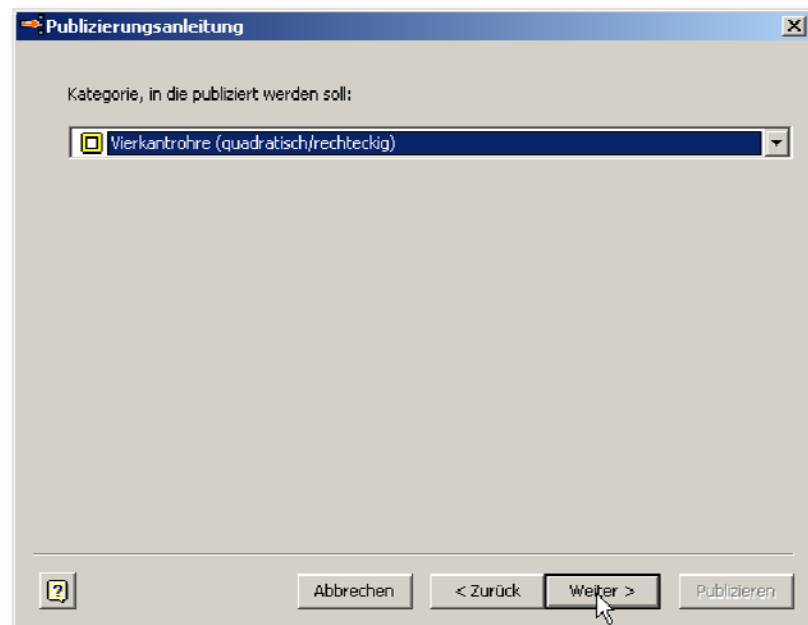 Publizierungsanleitung
Kategorie, in die publiziert werden soll:
Vierkantrohre (quadratisch/rechteckig)
Abbrechen
< Zurück
Weiter >
Publizieren